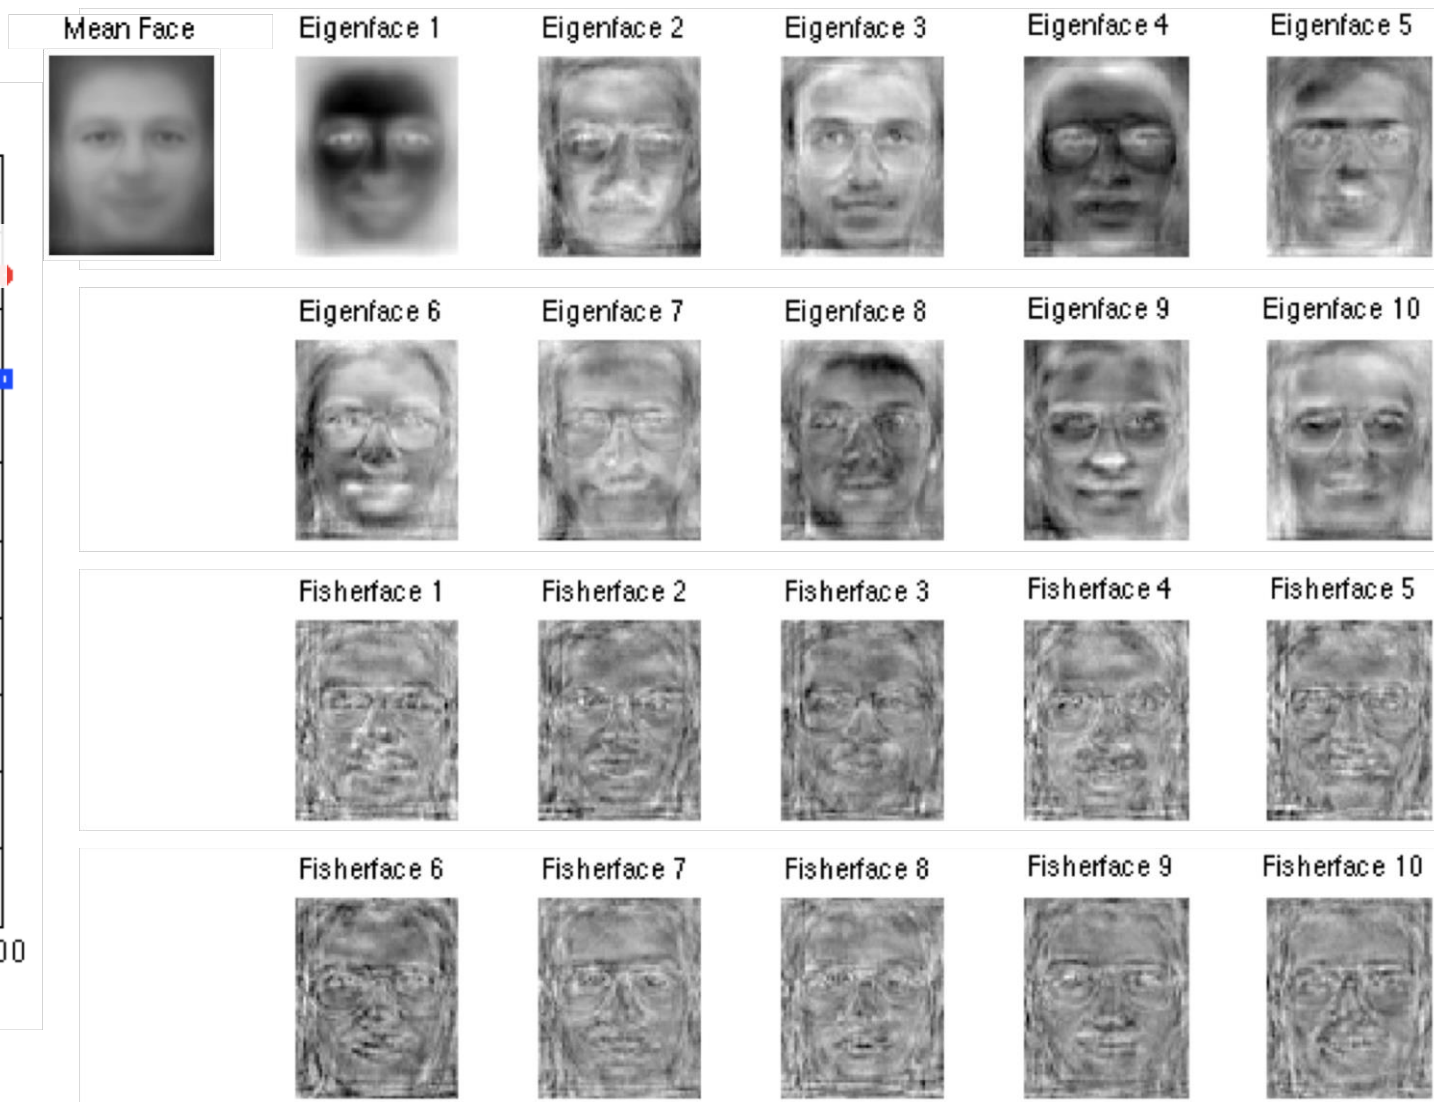 Mean Face
Eigenface 1
Eigenface 2
Eigenface 3
Eigenface 4
Eigenface 5
Eigenface 6
Eigenface 7
Eigenface 8
Eigenface 9
Eigenface 10
Fisherface 1
Fisherface 2
Fisherface 3
Fisherface 4
Fisherface 5
00
Fisherface 6
Fisherface 7
Fisherface 8
Fisherface 9
Fisherface 10